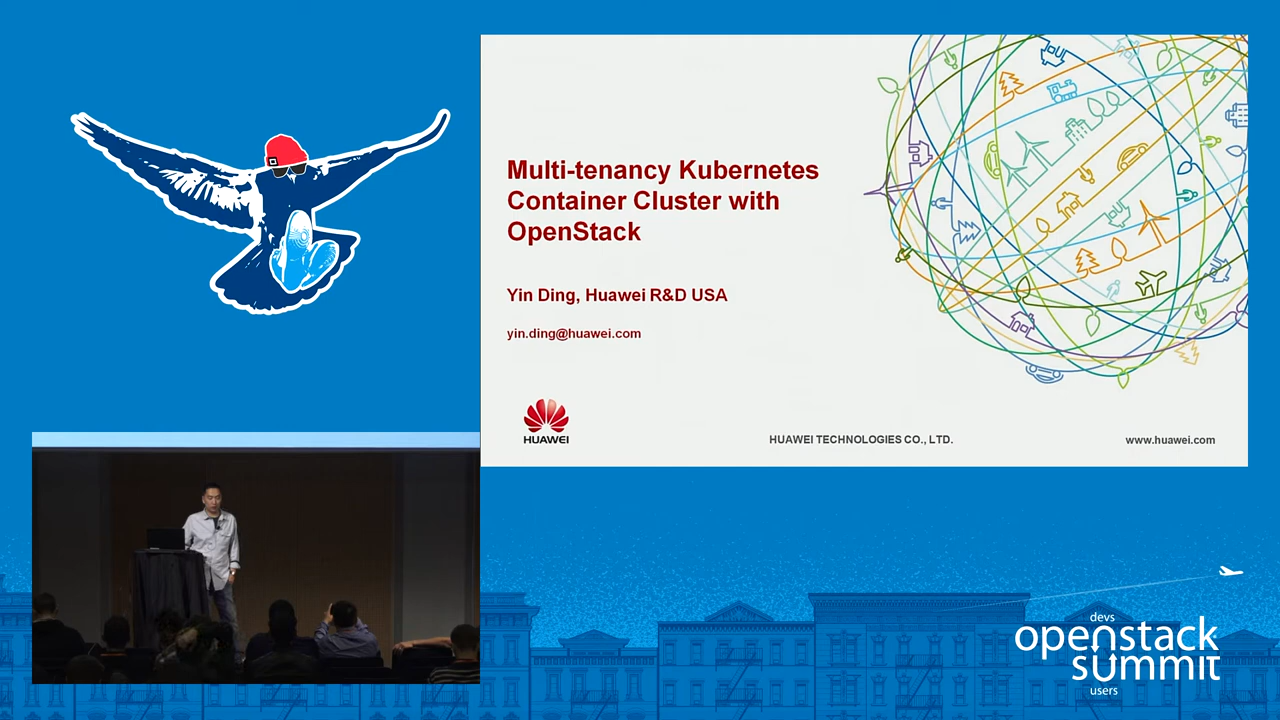 Multi-tenancy Kubernetes
Container Cluster with
OpenStack
Yin Ding, Huawei R&D USA
yin.ding@huawei.com
HUAWEI
HUAWEI TECHNOLOGIES CO., LTD.
www.huawei.com
devs
openstack
summit
users